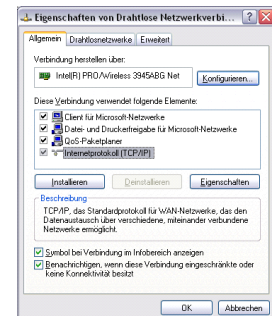 Eigenschaften von Drahtlose Netzwerkverbi...
Allgemein Drahtlosnetzwerke Erweitert
Verbindung herstellen über:
Intel(R) PRO/Wireless 3945ABG Net
Konfigurieren...
Diese Verbindung verwendet folgende Elemente:
Client für Microsoft-Netzwerke
Datei- und Druckerfreigabe für Microsoft-Netzwerke
QoS-Paketplaner
Internetprotokoll (TCP/IP)
Installieren Deinstallieren Eigenschaften
Beschreibung
TCP/IP, das Standardprotokoll für WAN-Netzwerke, das den
Datenaustausch über verschiedene, miteinander verbundene
Netzwerke ermöglicht.
Symbol bei Verbindung im Infobereich anzeigen
Benachrichtigen, wenn diese Verbindung eingeschränkte oder
keine Konnektivität besitzt
OK Abbrechen